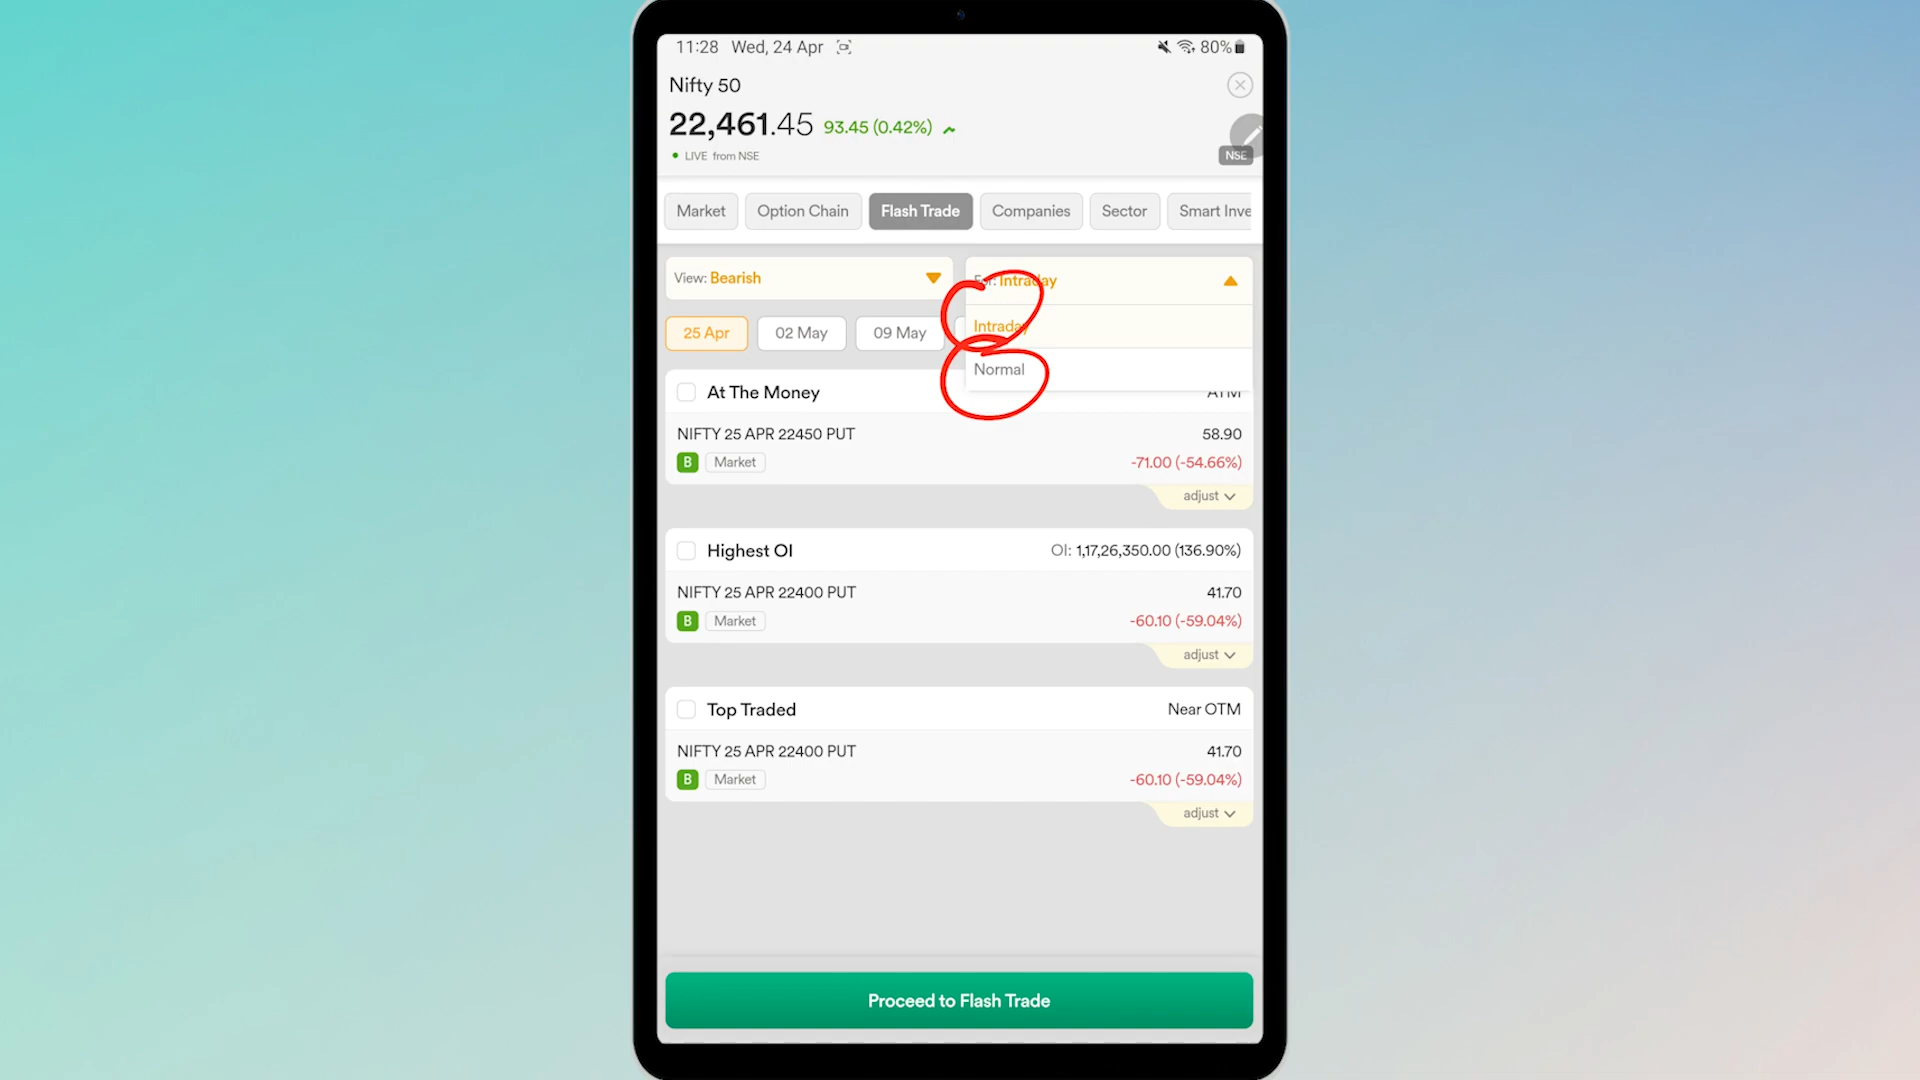 11:28 Wed, 24 Apr 80%
Nifty 50
22,461.45 93.45 (0.42%)
LIVE from NSE
NSE
Market Option Chain Flash Trade Companies Sector Smart Inve
View: Bearish
For: Intraday
Intraday
Normal
25 Apr 02 May 09 May
At The Money ATM
NIFTY 25 APR 22450 PUT 58.90
B Market -71.00 (-54.66%)
adjust
Highest OI OI: 1,17,26,350.00 (136.90%)
NIFTY 25 APR 22400 PUT 41.70
B Market -60.10 (-59.04%)
adjust
Top Traded Near OTM
NIFTY 25 APR 22400 PUT 41.70
B Market -60.10 (-59.04%)
adjust
Proceed to Flash Trade